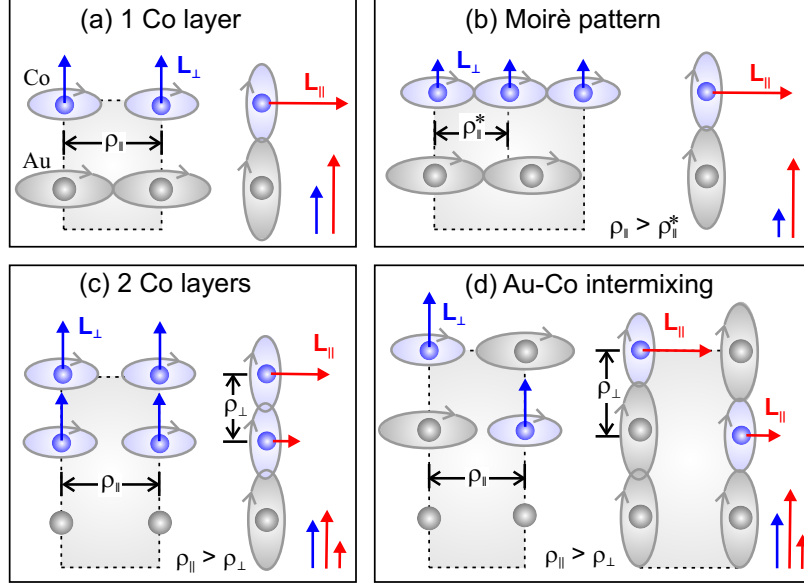 (a) 1 Co layer
Co
L⊥
L∥
ρ∥
Au
(b) Moirè pattern
L⊥
L∥
ρ∥*
ρ∥ > ρ∥*
(c) 2 Co layers
L⊥
L∥
ρ⊥
ρ∥
ρ∥ > ρ⊥
(d) Au-Co intermixing
L⊥
L∥
ρ⊥
L∥
ρ∥
ρ∥ > ρ⊥